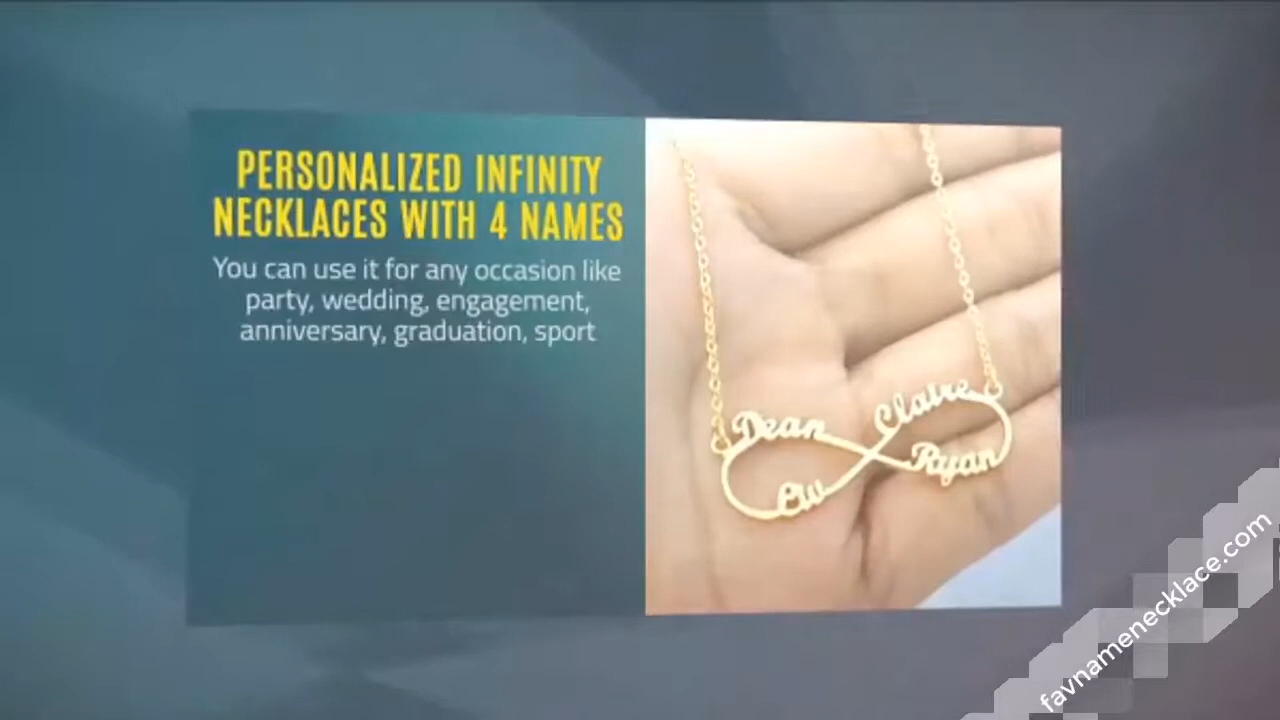 PERSONALIZED INFINITY
NECKLACES WITH 4 NAMES
You can use it for any occasion like
party, wedding, engagement,
anniversary, graduation, sport
Dean
Claire
Ryan
favnamenecklace.com